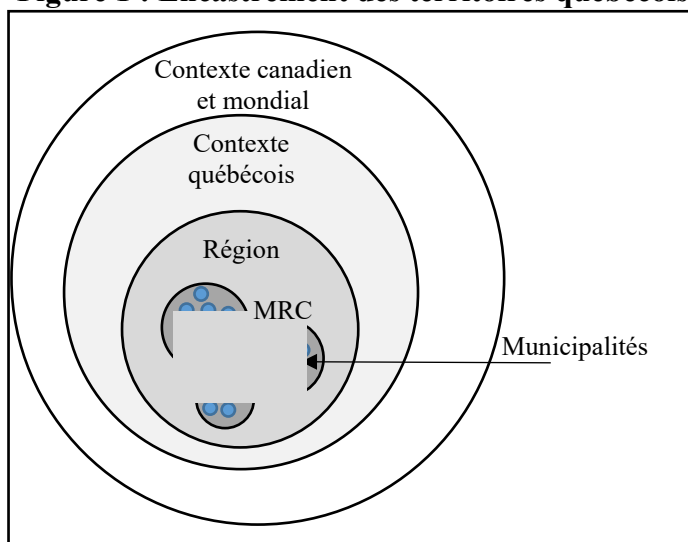 Contexte canadien
et mondial
Contexte
québécois
Région
MRC
Municipalités